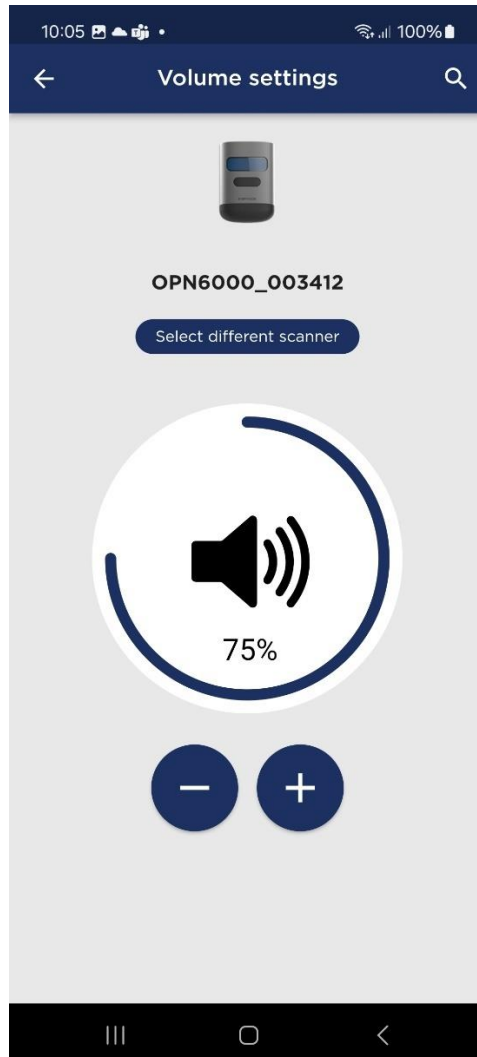 10:05 100%
Volume settings
OPN6000_003412
Select different scanner
75%